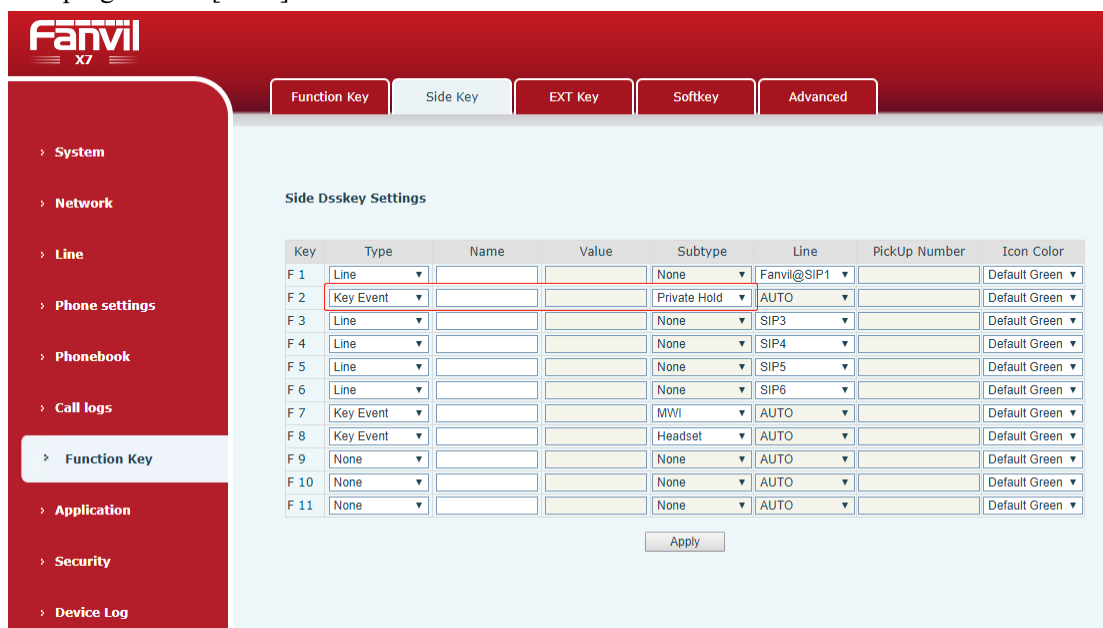 Fanvil
X7
Function Key Side Key EXT Key Softkey Advanced
› System
› Network
› Line
› Phone settings
› Phonebook
› Call logs
› Function Key
› Application
› Security
› Device Log
Side Dsskey Settings
Key Type Name Value Subtype Line PickUp Number Icon Color
F 1 Line None Fanvil@SIP1 Default Green
F 2 Key Event Private Hold AUTO Default Green
F 3 Line None SIP3 Default Green
F 4 Line None SIP4 Default Green
F 5 Line None SIP5 Default Green
F 6 Line None SIP6 Default Green
F 7 Key Event MWI AUTO Default Green
F 8 Key Event Headset AUTO Default Green
F 9 None None AUTO Default Green
F 10 None None AUTO Default Green
F 11 None None AUTO Default Green
Apply